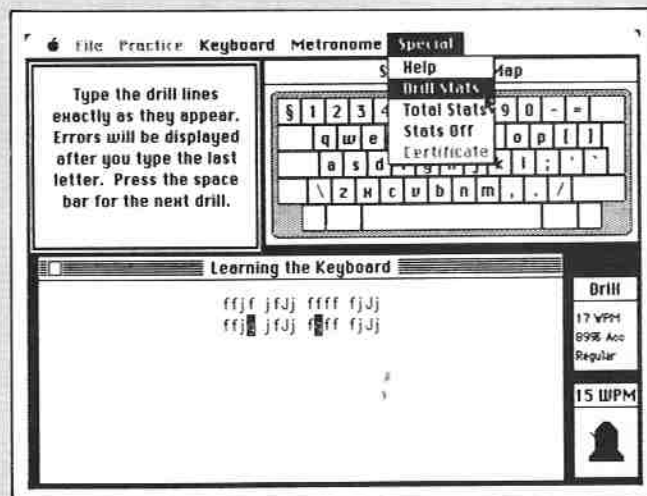 File Practice Keyboard Metronome Special
Type the drill lines
exactly as they appear.
Errors will be displayed
after you type the last
letter. Press the space
bar for the next drill.
S
Map
Help
Drill Stats
Total Stats
Stats Off
Certificate
§ 1 2 3 4 9 0 - =
q w e o p [ ]
a s d f g h j k l ; ' `
\ z x c v b n m , . /
Learning the Keyboard
ffjf jfJj ffff fjJj
ffjg jfJj fgff fjJj
Drill
17 WPM
89% Acc
Regular
15 WPM